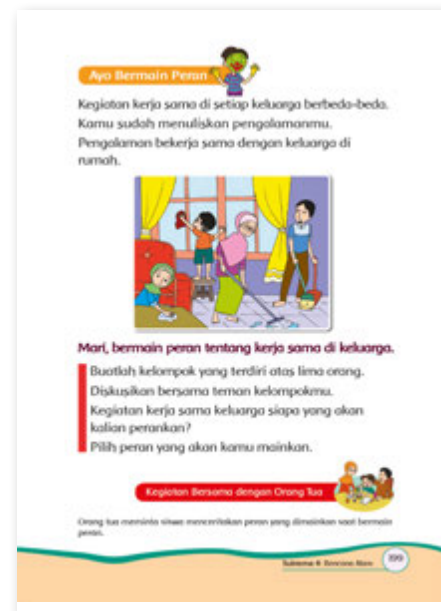 Ayo Bermain Peran
Kegiatan kerja sama di setiap keluarga berbeda-beda.
Kamu sudah menuliskan pengalamanmu.
Pengalaman bekerja sama dengan keluarga di
rumah.
Mari, bermain peran tentang kerja sama di keluarga.
Buatlah kelompok yang terdiri atas lima orang.
Diskusikan bersama teman kelompokmu.
Kegiatan kerja sama keluarga siapa yang akan
kalian perankan?
Pilih peran yang akan kamu mainkan.
Kegiatan Bersama dengan Orang Tua
Orang tua meminta siswa menceritakan peran yang dimainkan saat bermain
peran.
Subtema 4: Bencana Alam